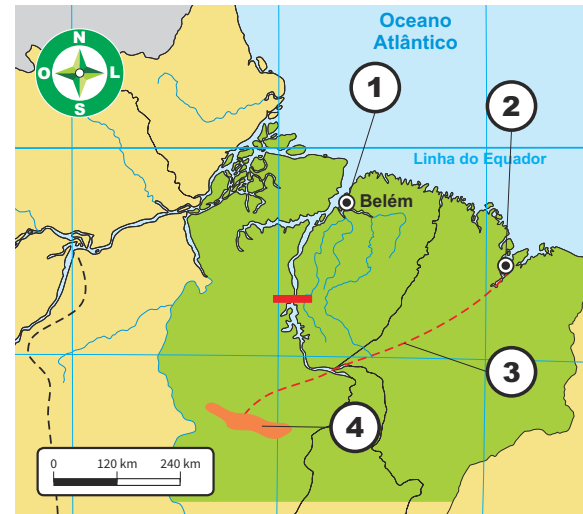 Oceano
Atlântico
N
O
L
S
1
2
Linha do Equador
Belém
3
4
0
120 km
240 km